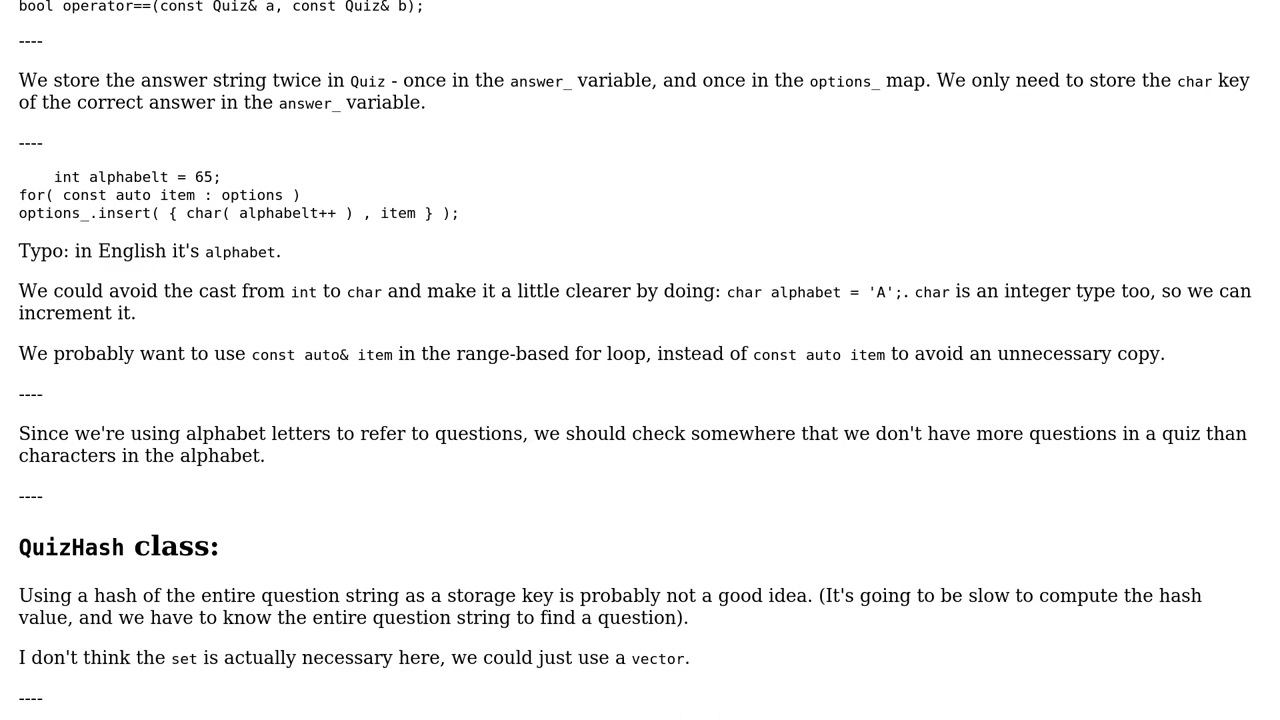 bool operator==(const Quiz& a, const Quiz& b);
----
We store the answer string twice in Quiz - once in the answer_ variable, and once in the options_ map. We only need to store the char key
of the correct answer in the answer_ variable.
----
int alphabelt = 65;
for( const auto item : options )
options_.insert( { char( alphabelt++ ) , item } );
Typo: in English it's alphabet.
We could avoid the cast from int to char and make it a little clearer by doing: char alphabet = 'A';. char is an integer type too, so we can
increment it.
We probably want to use const auto& item in the range-based for loop, instead of const auto item to avoid an unnecessary copy.
----
Since we're using alphabet letters to refer to questions, we should check somewhere that we don't have more questions in a quiz than
characters in the alphabet.
----
QuizHash class:
Using a hash of the entire question string as a storage key is probably not a good idea. (It's going to be slow to compute the hash
value, and we have to know the entire question string to find a question).
I don't think the set is actually necessary here, we could just use a vector.
----